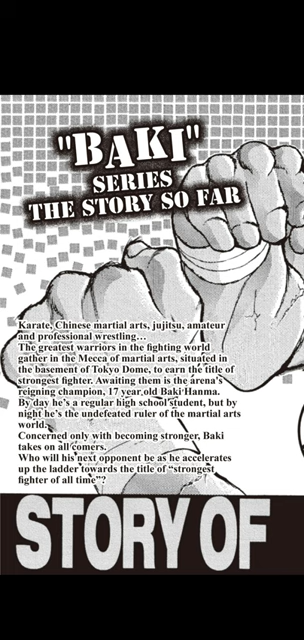 "BAKI"
SERIES
THE STORY SO FAR
Karate, Chinese martial arts, jujitsu, amateur
and professional wrestling…
The greatest warriors in the fighting world
gather in the Mecca of martial arts, situated in
the basement of Tokyo Dome, to earn the title of
strongest fighter. Awaiting them is the arena's
reigning champion, 17 year old Baki Hanma.
By day he's a regular high school student, but by
night he's the undefeated ruler of the martial arts
world.
Concerned only with becoming stronger, Baki
takes on all comers.
Who will his next opponent be as he accelerates
up the ladder towards the title of "strongest
fighter of all time"?
STORY OF